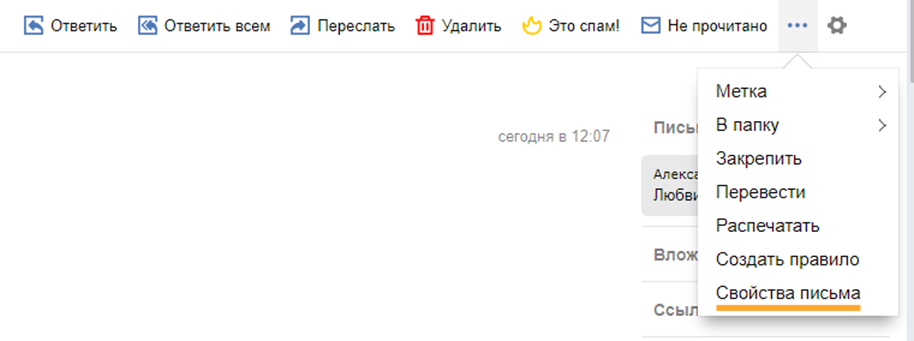 Ответить Ответить всем Переслать Удалить Это спам! Не прочитано
Метка
В папку
сегодня в 12:07
Закрепить
Перевести
Распечатать
Создать правило
Свойства письма